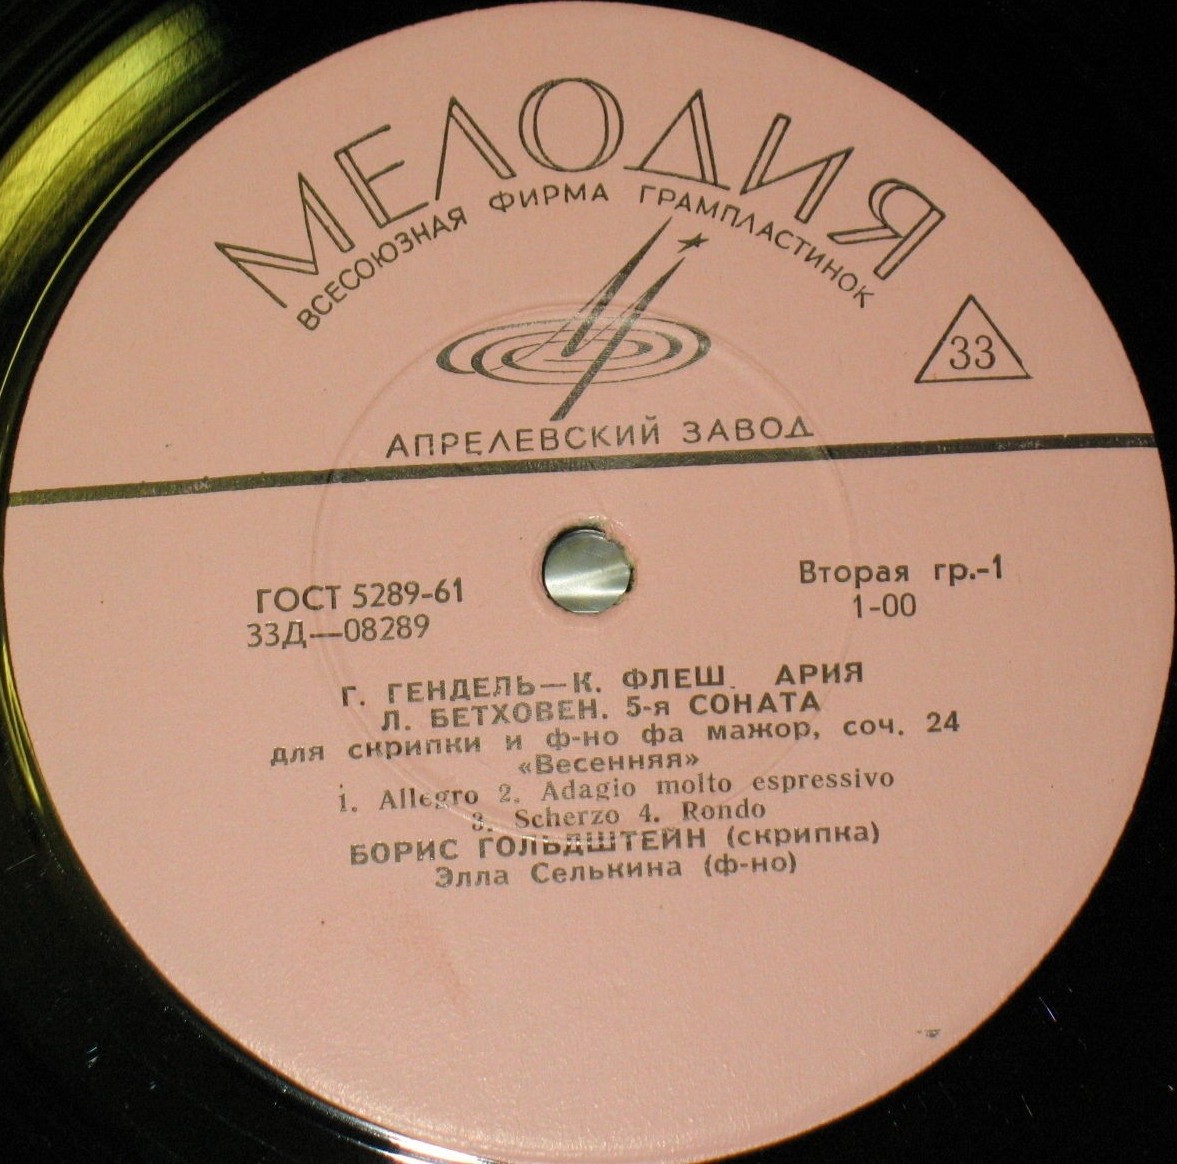 МЕЛОДИЯ
ВСЕСОЮЗНАЯ ФИРМА ГРАМПЛАСТИНОК
33
АПРЕЛЕВСКИЙ ЗАВОД
ГОСТ 5289-61
33Д—08289
Вторая гр.-1
1-00
Г. ГЕНДЕЛЬ—К. ФЛЕШ. АРИЯ
Л. БЕТХОВЕН. 5-я СОНАТА
для скрипки и ф-но фа мажор, соч. 24
«Весенняя»
1. Allegro 2. Adagio molto espressivo
3. Scherzo 4. Rondo
БОРИС ГОЛЬДШТЕЙН (скрипка)
Элла Селькина (ф-но)